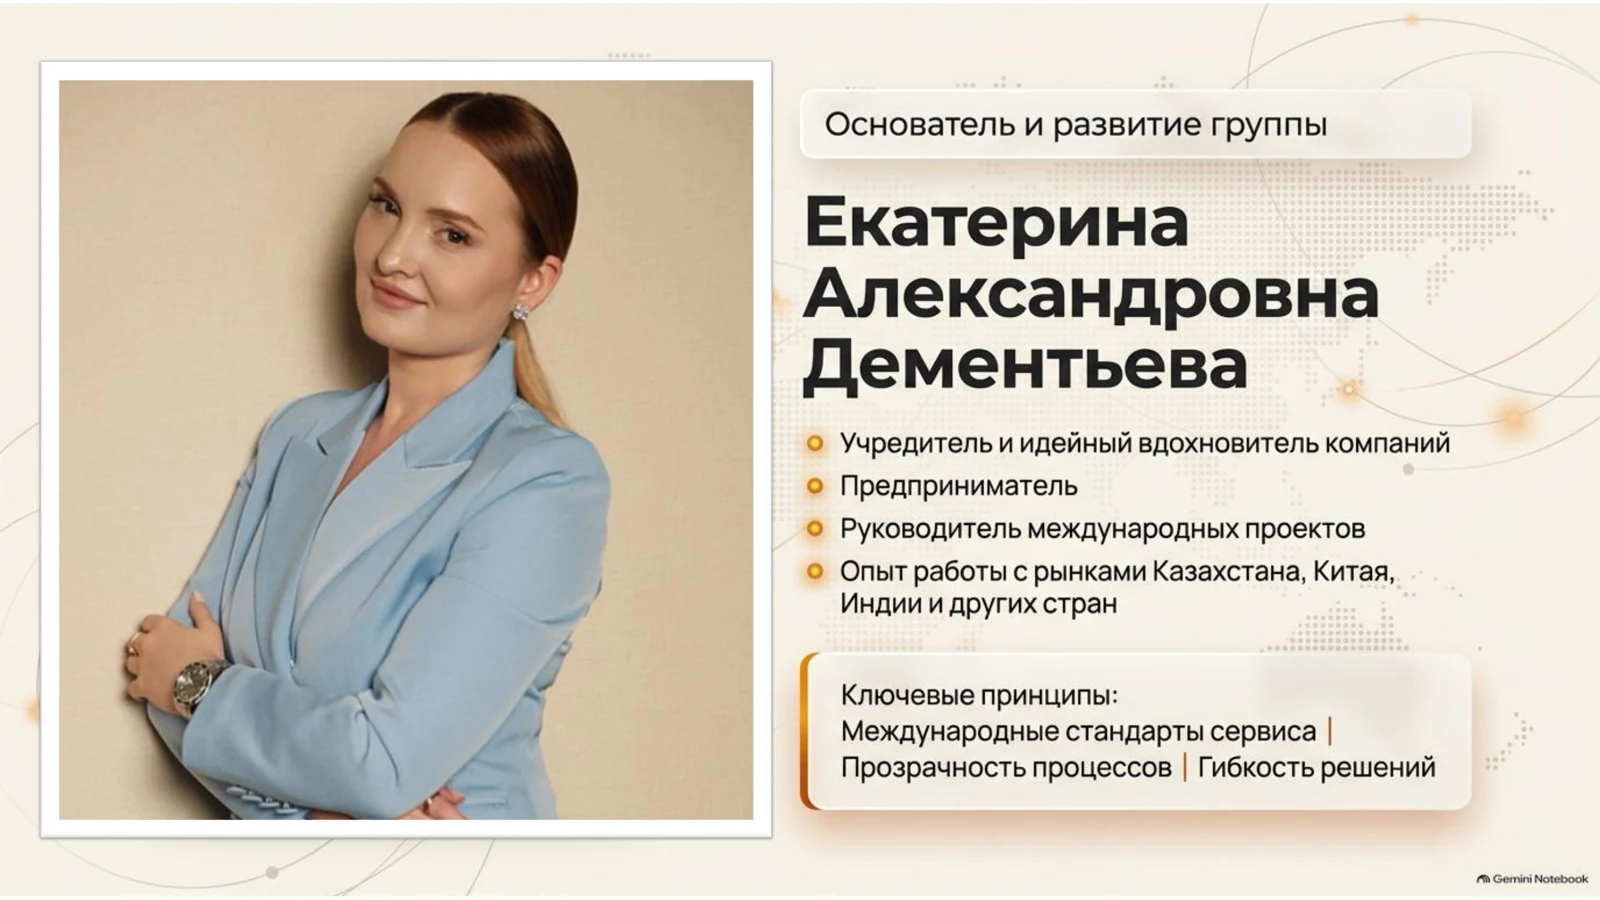 Основатель и развитие группы
Екатерина
Александровна
Дементьева
Учредитель и идейный вдохновитель компаний
Предприниматель
Руководитель международных проектов
Опыт работы с рынками Казахстана, Китая,
Индии и других стран
Ключевые принципы:
Международные стандарты сервиса |
Прозрачность процессов | Гибкость решений
Gemini Notebook